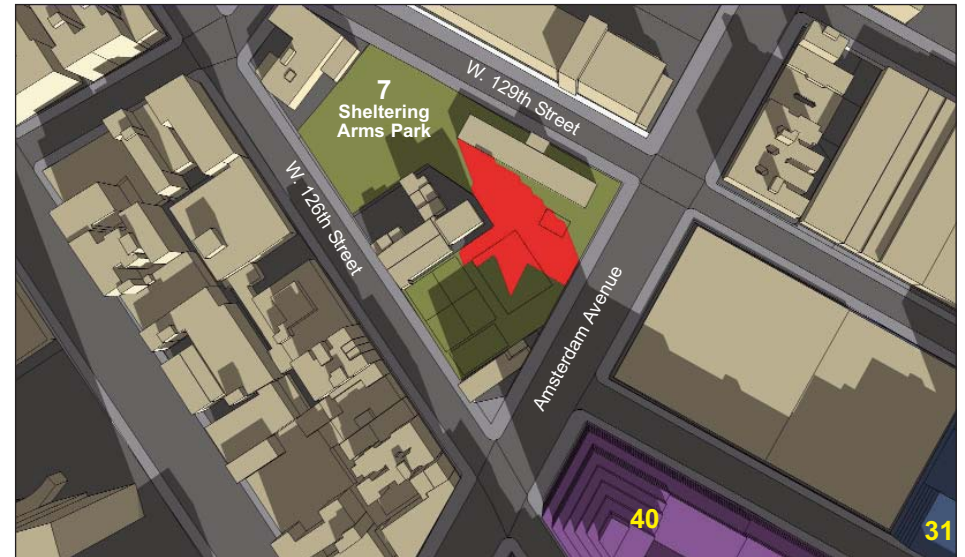 7
Sheltering
Arms Park
W. 129th Street
W. 126th Street
Amsterdam Avenue
40
31